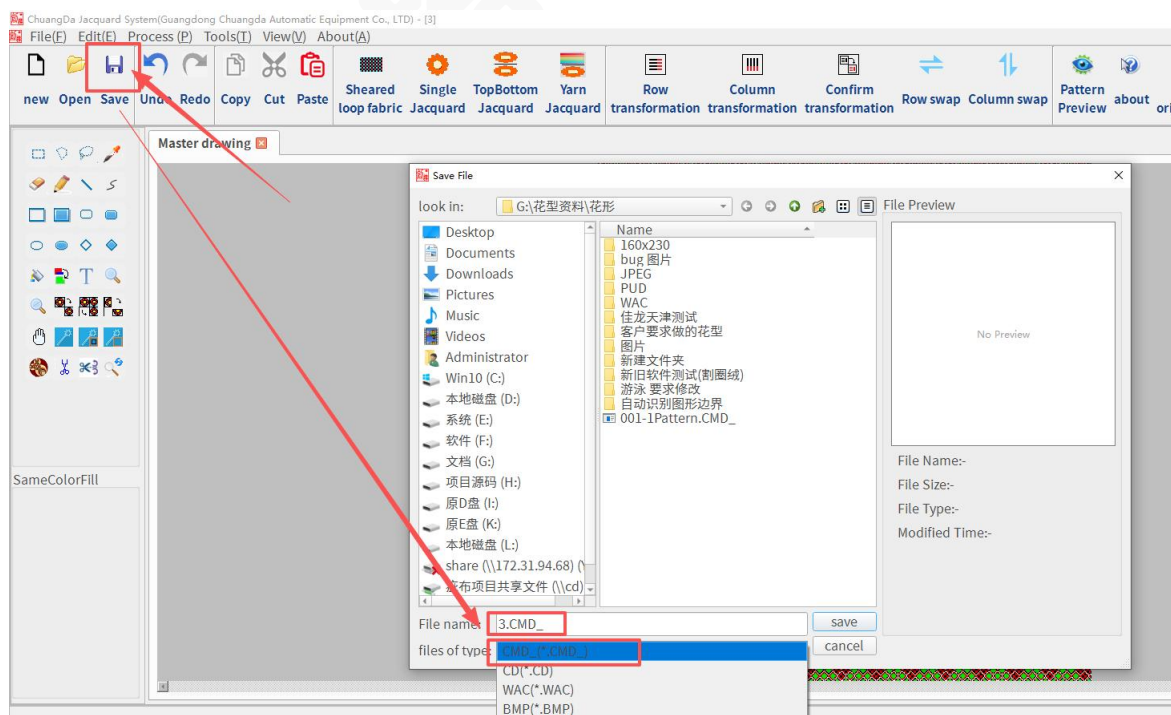 ChuangDa Jacquard System(Guangdong Chuangda Automatic Equipment Co., LTD) - [3]
File(F) Edit(E) Process (P) Tools(T) View(V) About(A)
new Open Save Undo Redo Copy Cut Paste
Sheared loop fabric
Single Jacquard
TopBottom Jacquard
Yarn Jacquard
Row transformation
Column transformation
Confirm transformation
Row swap Column swap
Pattern Preview
about
Master drawing
SameColorFill
Save File
look in: G:\花型资料\花形
Desktop
Documents
Downloads
Pictures
Music
Videos
Administrator
Win10 (C:)
本地磁盘 (D:)
系统 (E:)
软件 (F:)
文档 (G:)
项目源码 (H:)
原D盘 (I:)
原E盘 (K:)
本地磁盘 (L:)
share (\\172.31.94.68) (
布项目共享文件 (\\cd)
Name
160x230
bug 图片
JPEG
PUD
WAC
佳龙天津测试
客户要求做的花型
图片
新建文件夹
新旧软件测试(割圈绒)
游泳 要求修改
自动识别图形边界
001-1Pattern.CMD_
File Preview
No Preview
File Name:-
File Size:-
File Type:-
Modified Time:-
File name: 3.CMD_
save
files of type: CMD_(*.CMD_)
cancel
CD(*.CD)
WAC(*.WAC)
BMP(*.BMP)